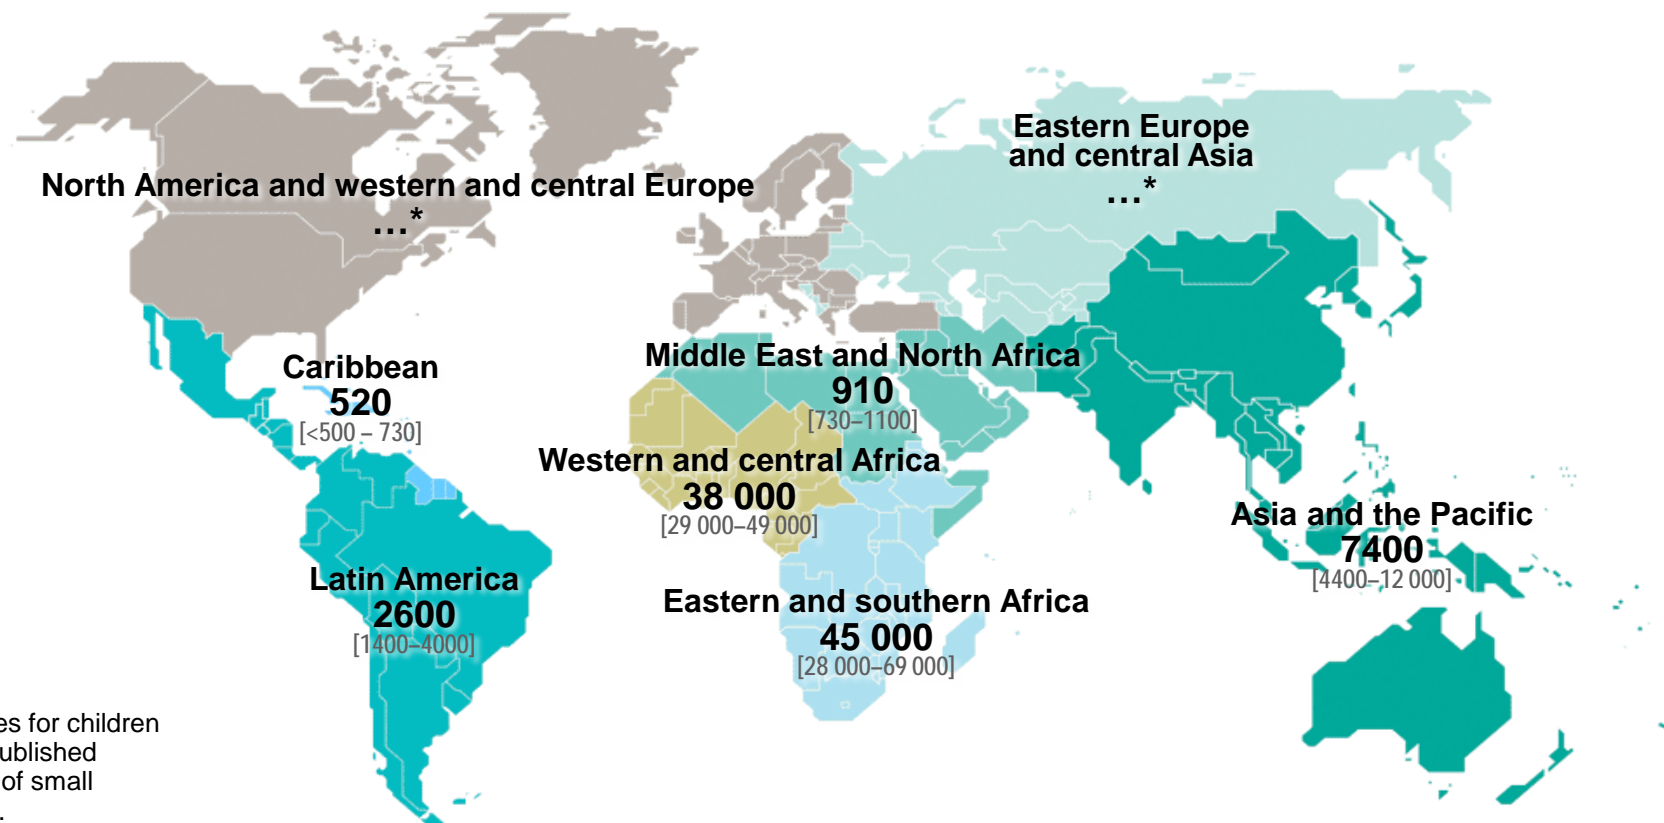 Eastern Europe
and central Asia
...*
North America and western and central Europe
...*
Middle East and North Africa
910
[730–1100]
Caribbean
520
[<500 – 730]
Western and central Africa
38 000
[29 000–49 000]
Asia and the Pacific
7400
[4400–12 000]
Latin America
2600
[1400–4000]
Eastern and southern Africa
45 000
[28 000–69 000]
es for children
ublished
of small
.